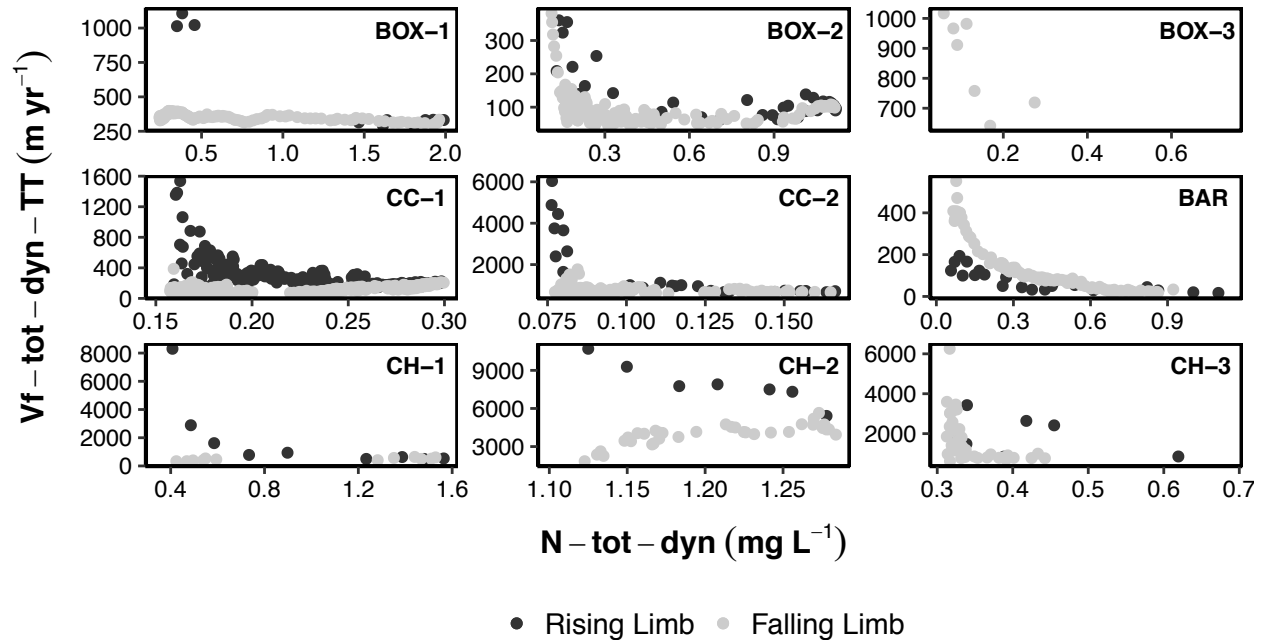 Vf – tot – dyn – TT (m yr⁻¹)
BOX−1
1000
750
500
250
0.5 1.0 1.5 2.0
BOX−2
300
200
100
0.3 0.6 0.9
BOX−3
1000
900
800
700
0.2 0.4 0.6
CC−1
1600
1200
800
400
0
0.15 0.20 0.25 0.30
CC−2
6000
4000
2000
0.075 0.100 0.125 0.150
BAR
400
200
0
0.0 0.3 0.6 0.9
CH−1
8000
6000
4000
2000
0
0.4 0.8 1.2 1.6
CH−2
9000
6000
3000
1.10 1.15 1.20 1.25
CH−3
6000
4000
2000
0.3 0.4 0.5 0.6 0.7
N – tot – dyn (mg L⁻¹)
Rising Limb Falling Limb